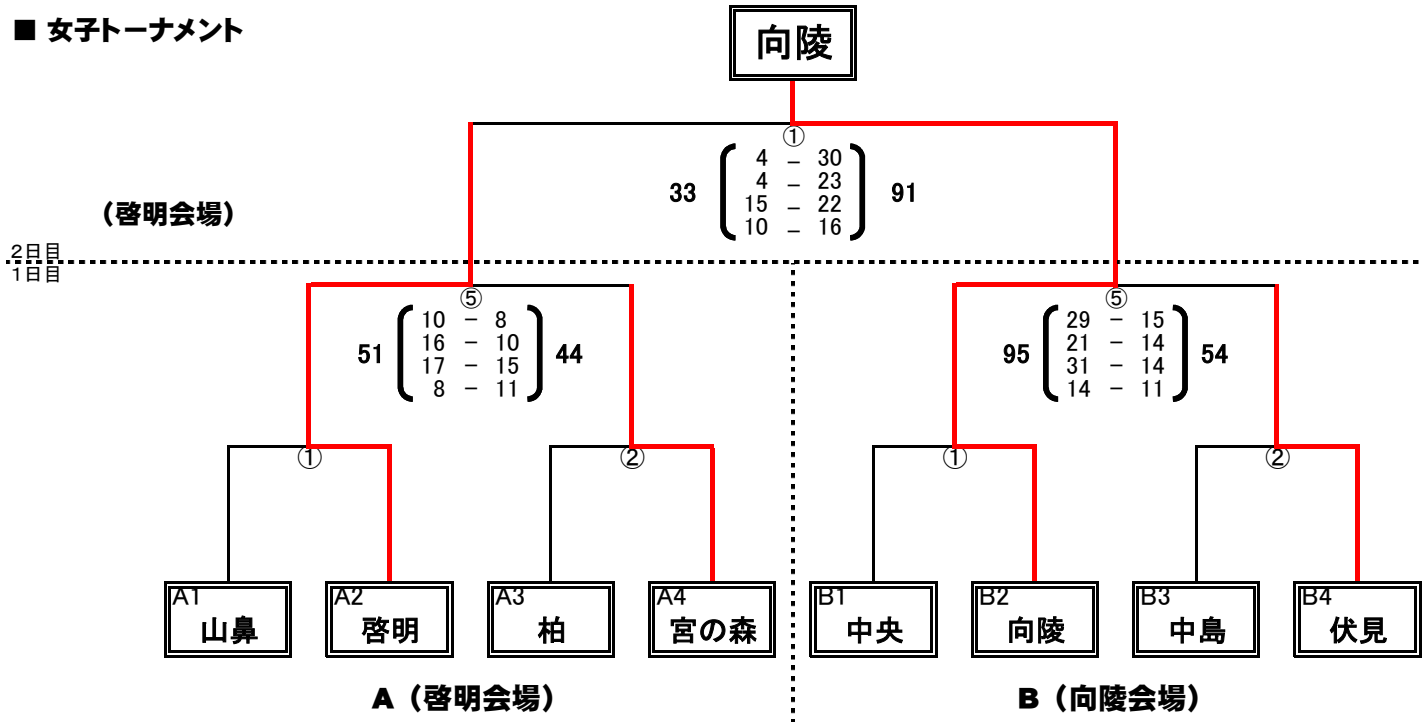 ■ 女子トーナメント
向陵
①
4 － 30
4 － 23
33 91
15 － 22
10 － 16
（啓明会場）
2日目
1日目
⑤ ⑤
10 － 8 29 － 15
16 － 10 21 － 14
51 44 95 54
17 － 15 31 － 14
8 － 11 14 － 11
① ② ① ②
A1 A2 A3 A4 B1 B2 B3 B4
山鼻 啓明 柏 宮の森 中央 向陵 中島 伏見
A（啓明会場） B（向陵会場）